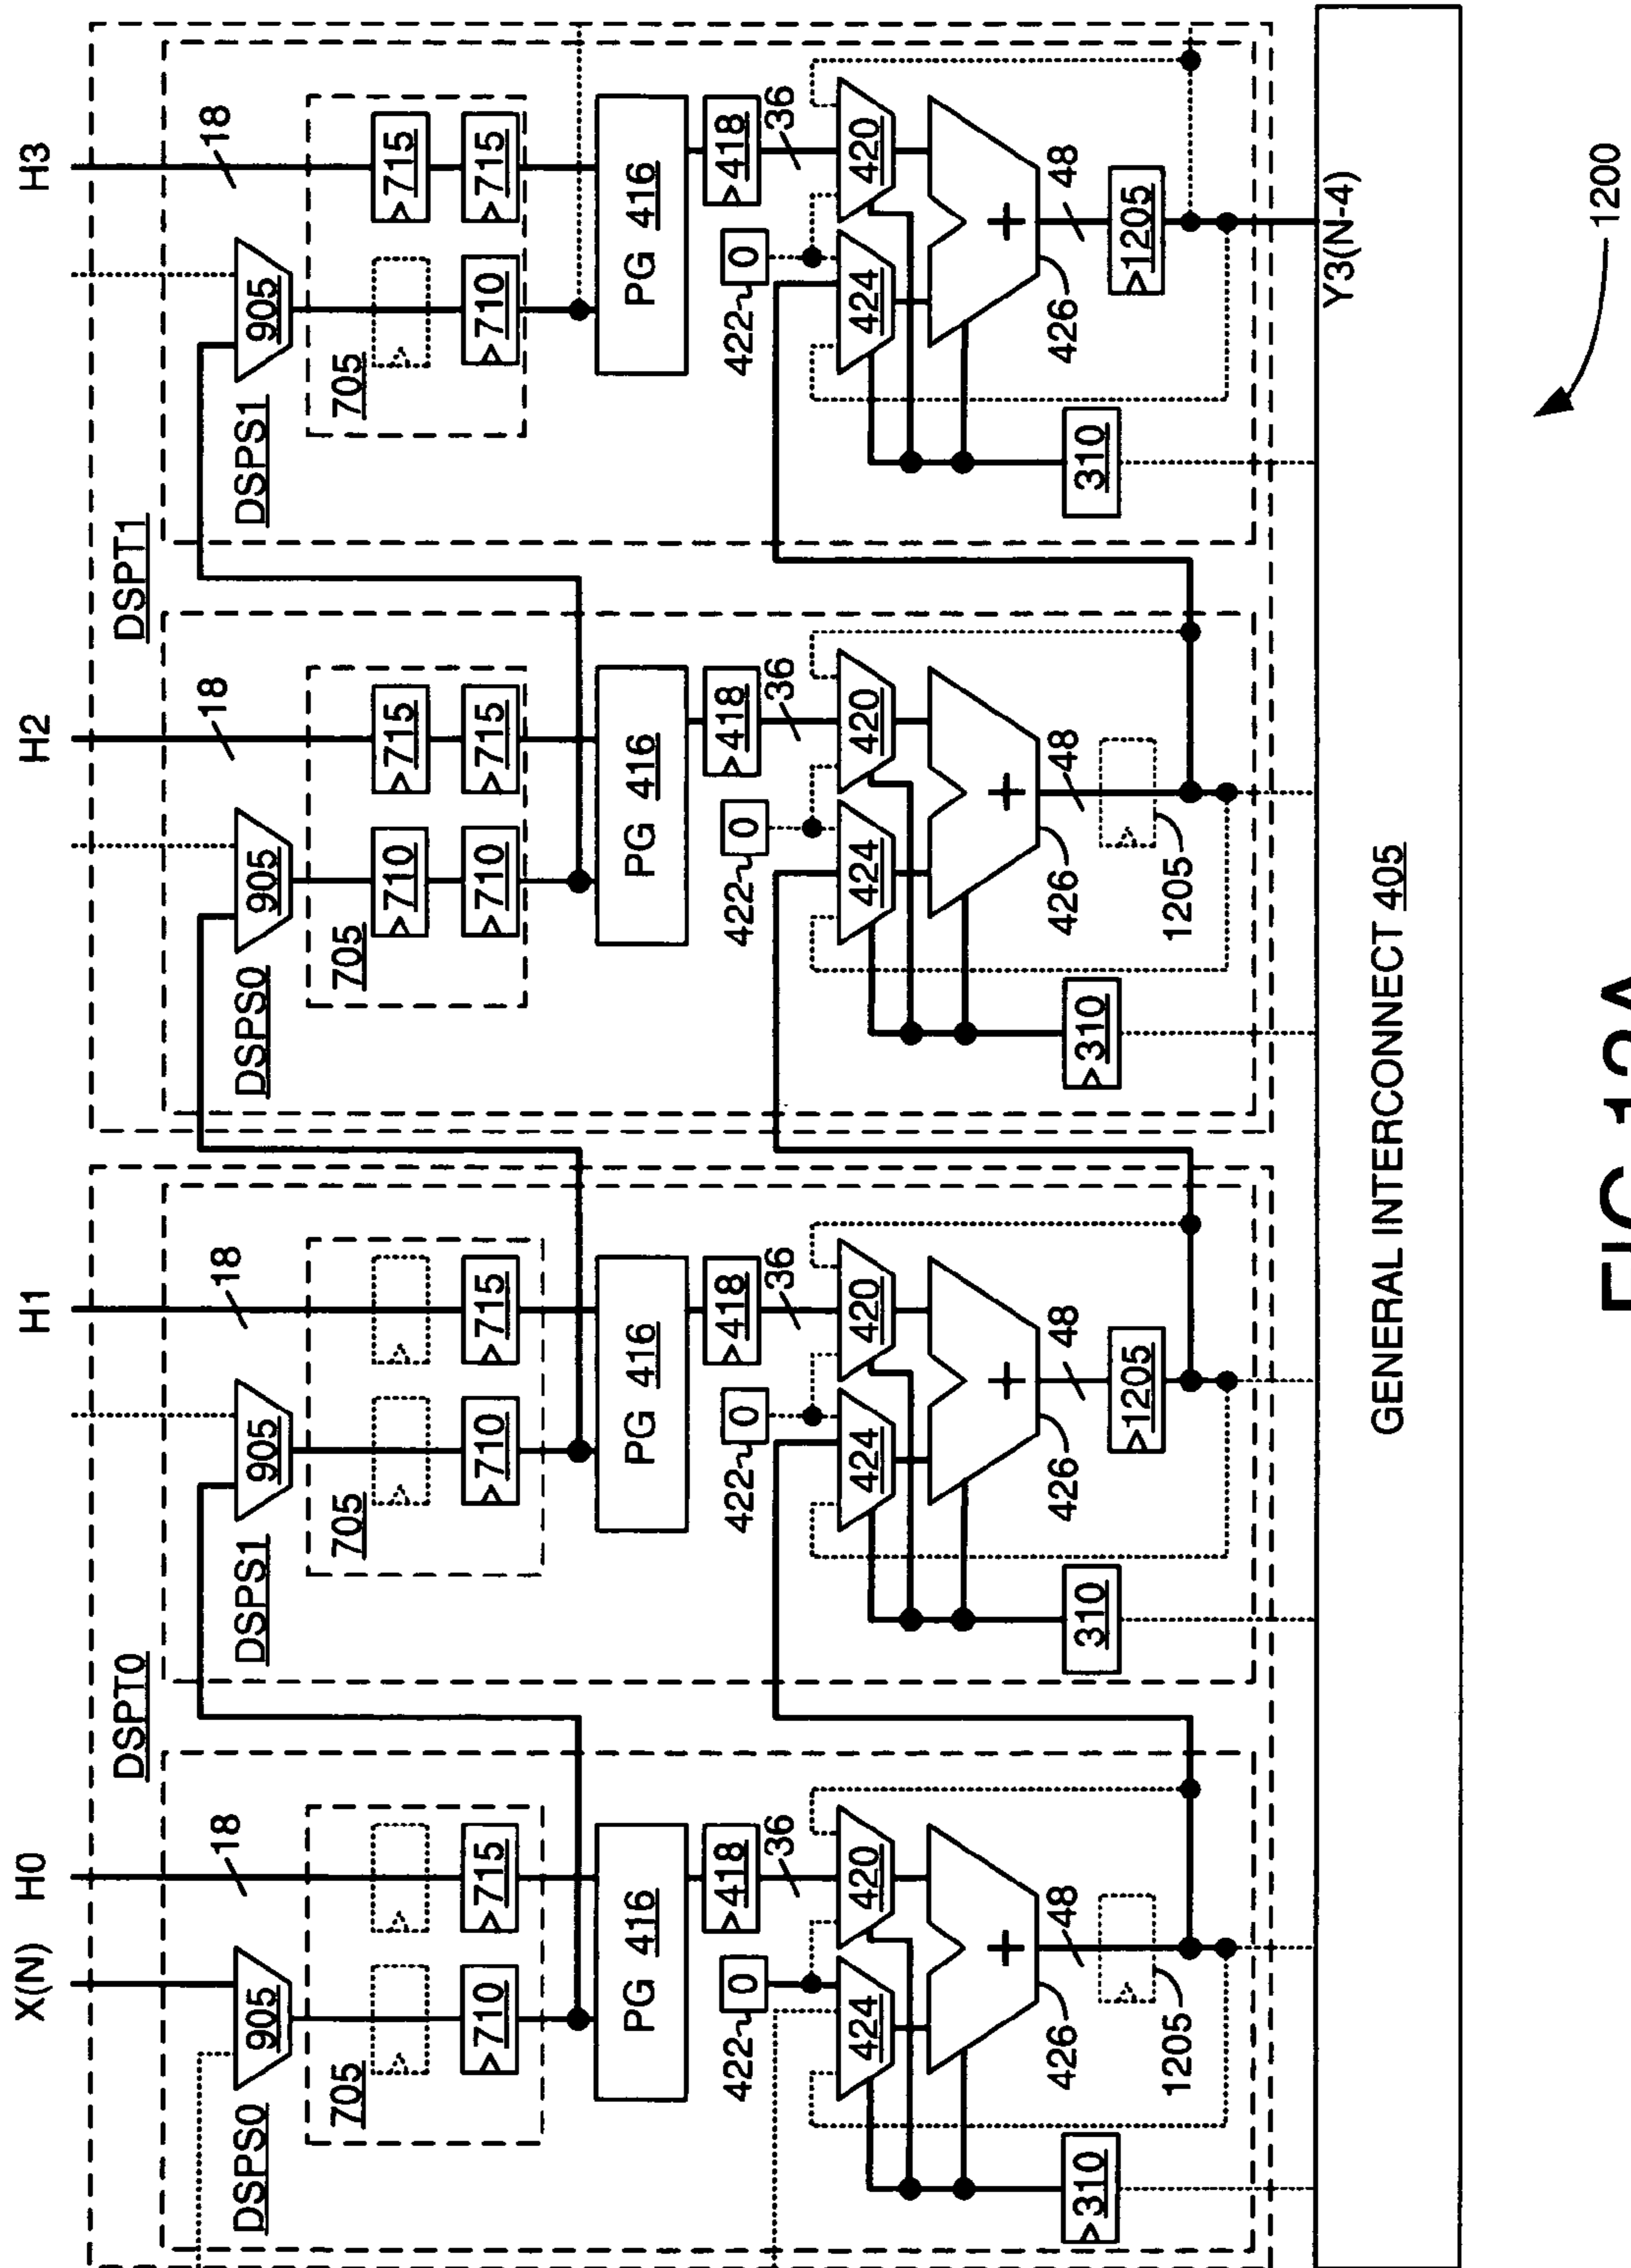 X(N) H0 H1 H2 H3
DSPT0 DSPT1
18 18 18 18
DSPS0 905 DSPS1 905 DSPS0 905 DSPS1 905
705 705 705 705
>710 >715 >715
>710 >715 >710 >715 >710 >715 >710 >715
PG 416 PG 416 PG 416 PG 416
422 0 >418 422 0 >418 422 0 >418 422 0 >418
36 36 36 36
424 420 424 420 424 420 424 420
+ + + +
426 48 426 48 426 48 426 48
>310 1205 310 >1205 >310 1205 310 >1205
Y3(N-4)
GENERAL INTERCONNECT 405
1200
FIG. 12A